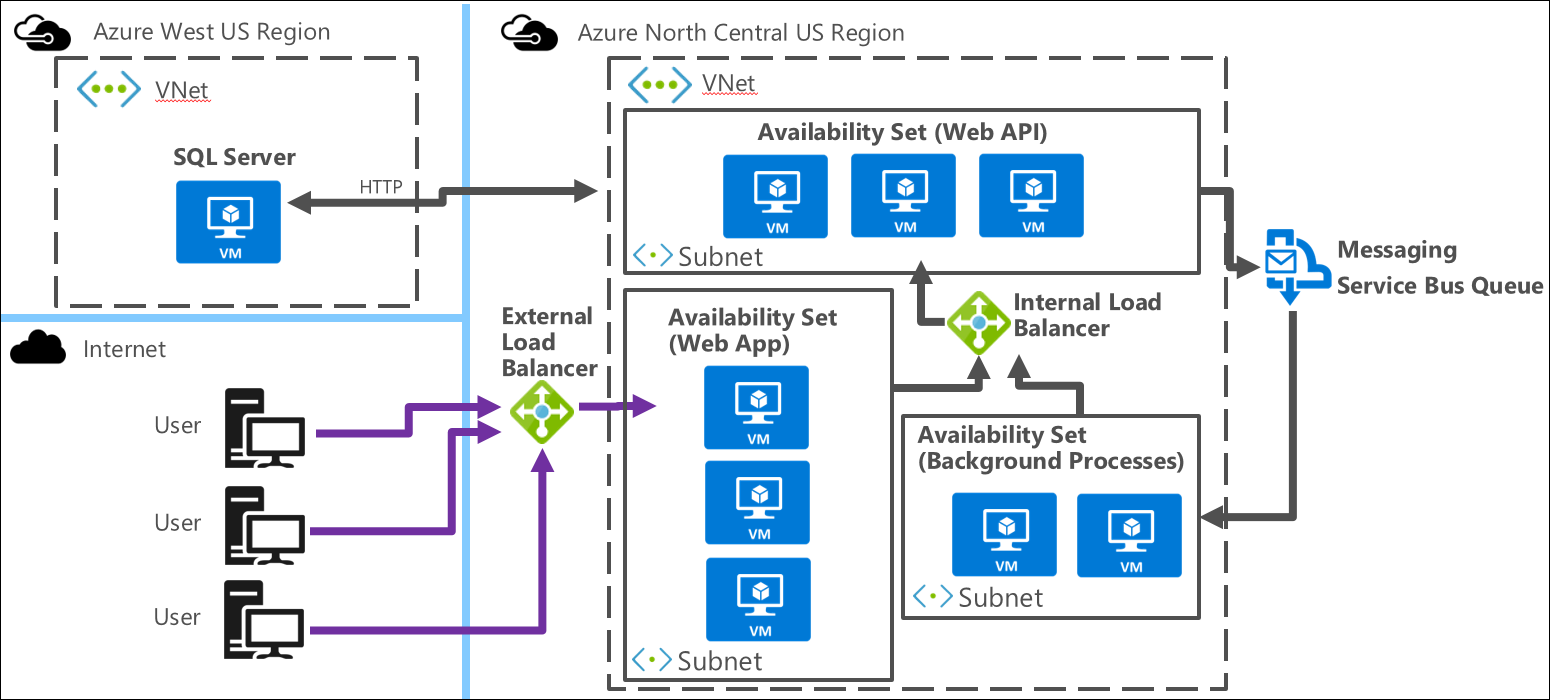 Azure West US Region
VNet
SQL Server
VM
HTTP
Internet
User
User
User
Azure North Central US Region
VNet
Availability Set (Web API)
VM
VM
VM
Subnet
External
Load
Balancer
Availability Set
(Web App)
VM
VM
VM
Subnet
Internal Load
Balancer
Availability Set
(Background Processes)
VM
VM
Subnet
Messaging
Service Bus Queue